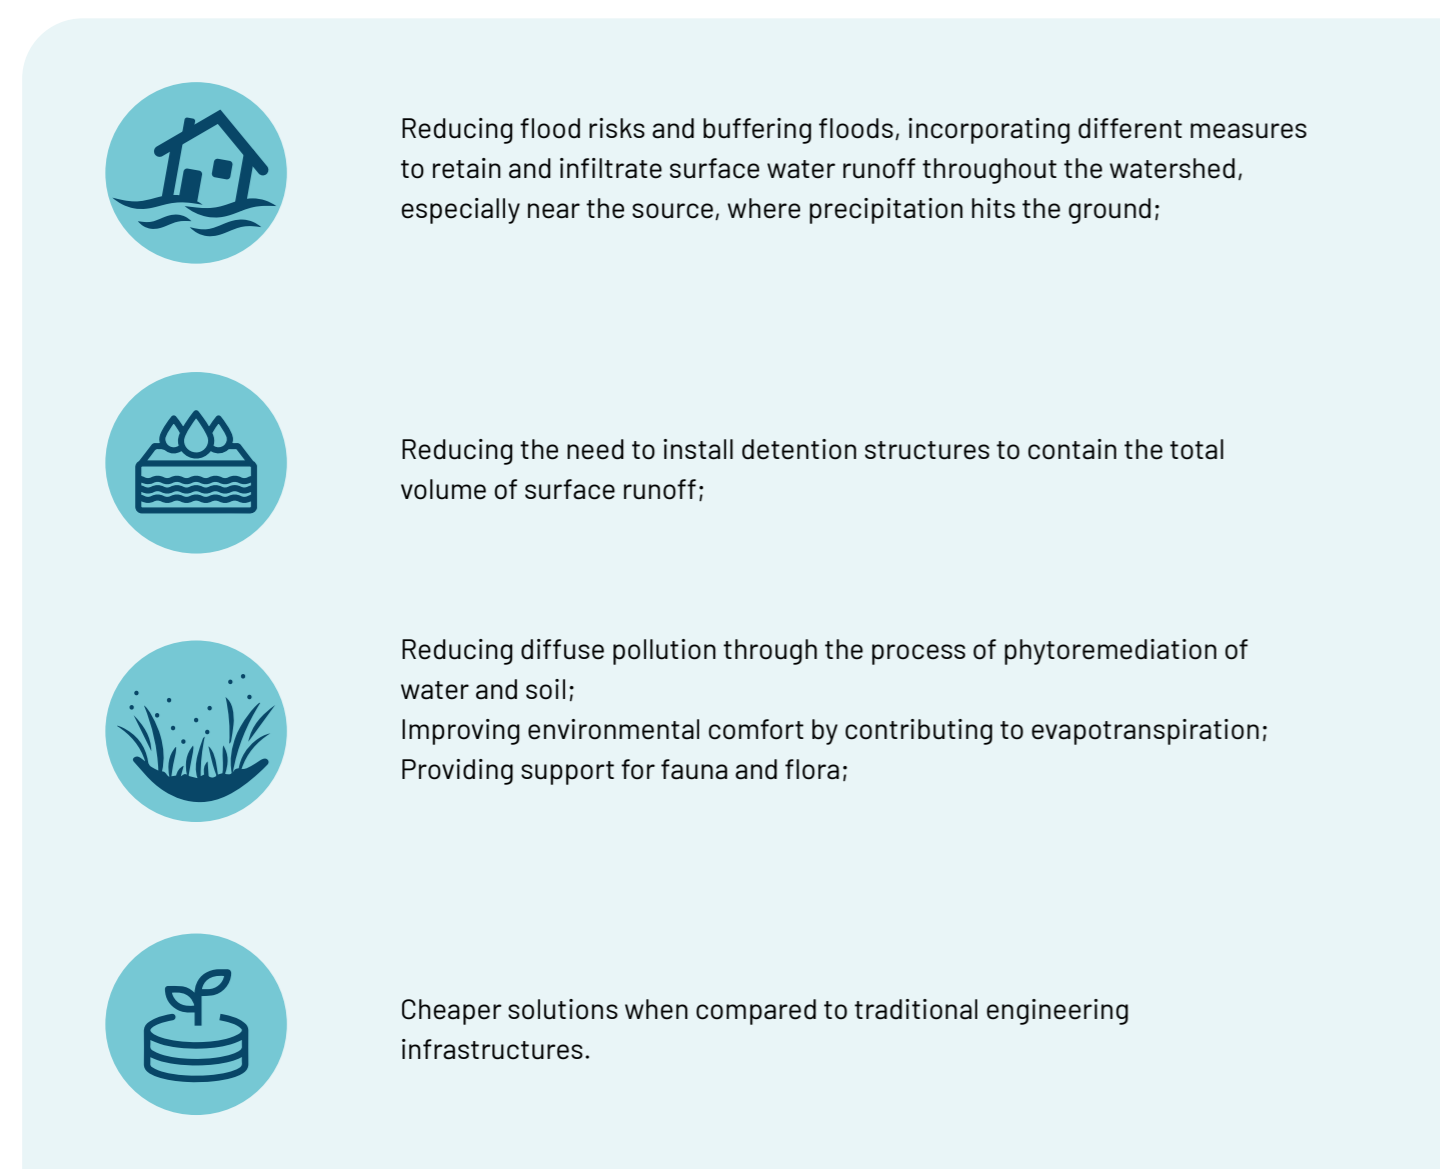 Reducing flood risks and buffering floods, incorporating different measures
to retain and infiltrate surface water runoff throughout the watershed,
especially near the source, where precipitation hits the ground;
Reducing the need to install detention structures to contain the total
volume of surface runoff;
Reducing diffuse pollution through the process of phytoremediation of
water and soil;
Improving environmental comfort by contributing to evapotranspiration;
Providing support for fauna and flora;
Cheaper solutions when compared to traditional engineering
infrastructures.